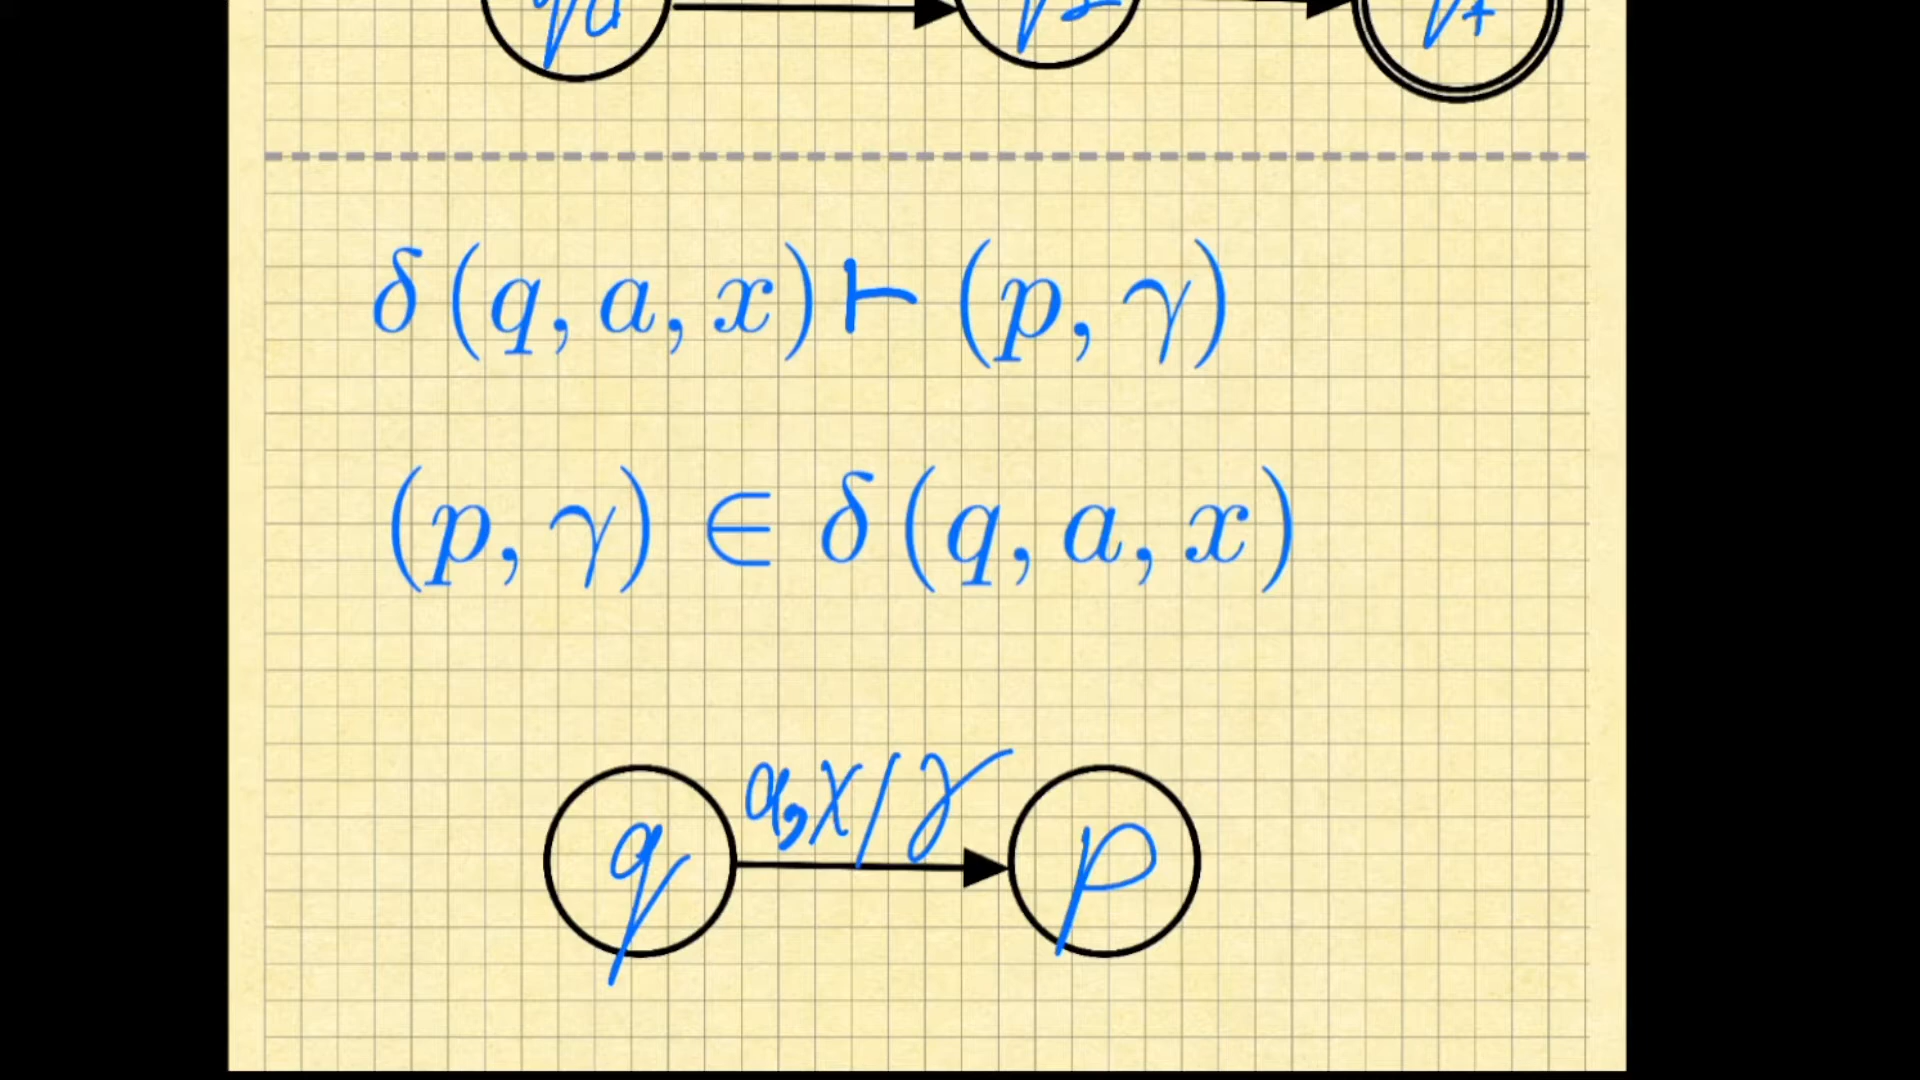 δ(q, a, x) ⊢ (p, γ)
(p, γ) ∈ δ(q, a, x)
a, x / γ
q p